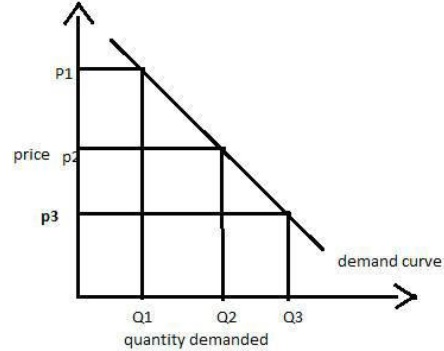 P1
price p2
p3
demand curve
Q1 Q2 Q3
quantity demanded